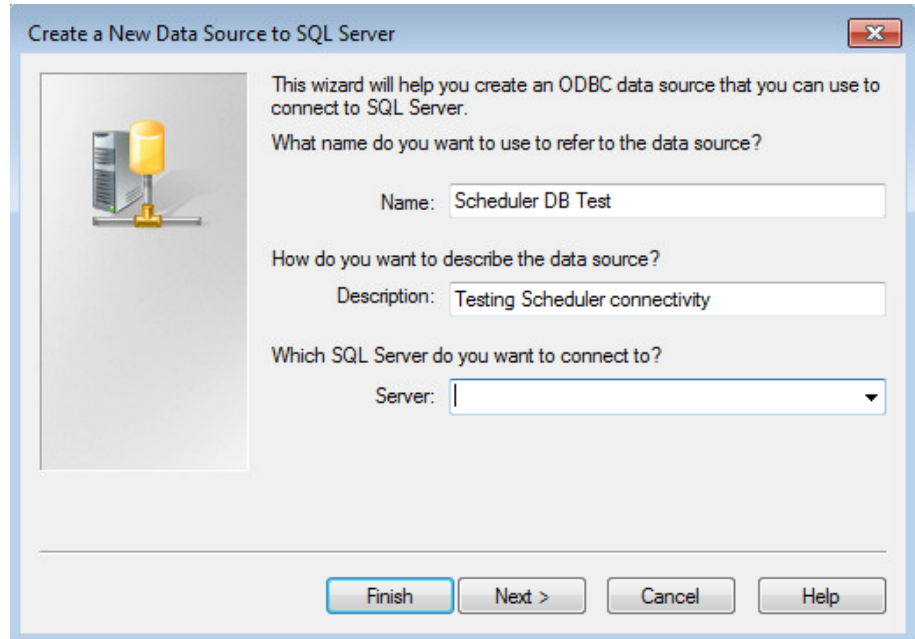 Create a New Data Source to SQL Server
This wizard will help you create an ODBC data source that you can use to
connect to SQL Server.
What name do you want to use to refer to the data source?
Name: Scheduler DB Test
How do you want to describe the data source?
Description: Testing Scheduler connectivity
Which SQL Server do you want to connect to?
Server:
Finish Next > Cancel Help